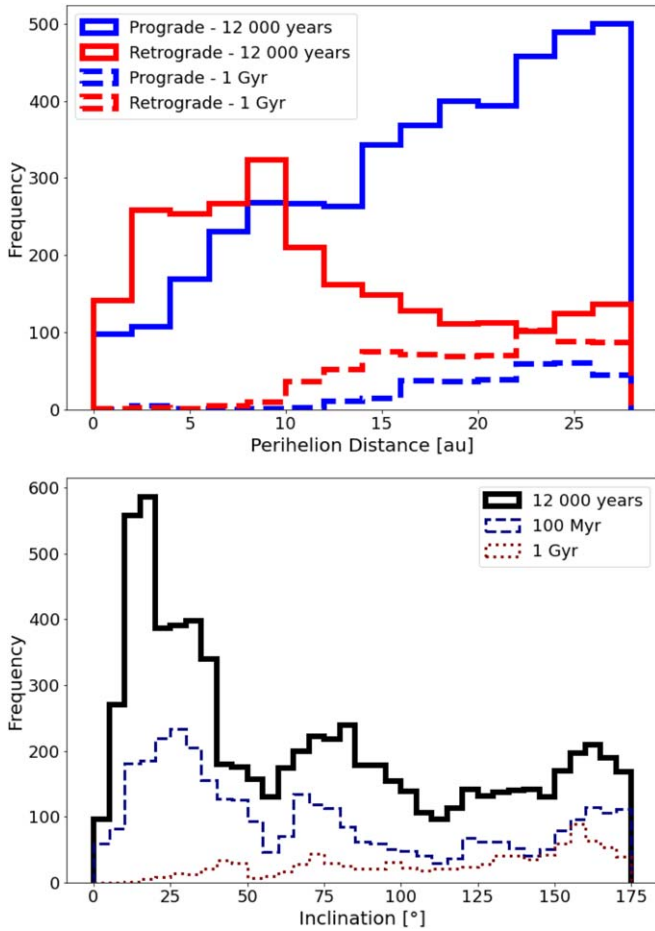 500
400
300
200
100
0
Frequency
Prograde - 12 000 years
Retrograde - 12 000 years
Prograde - 1 Gyr
Retrograde - 1 Gyr
0 5 10 15 20 25
Perihelion Distance [au]
600
500
400
300
200
100
0
Frequency
12 000 years
100 Myr
1 Gyr
0 25 50 75 100 125 150 175
Inclination [°]